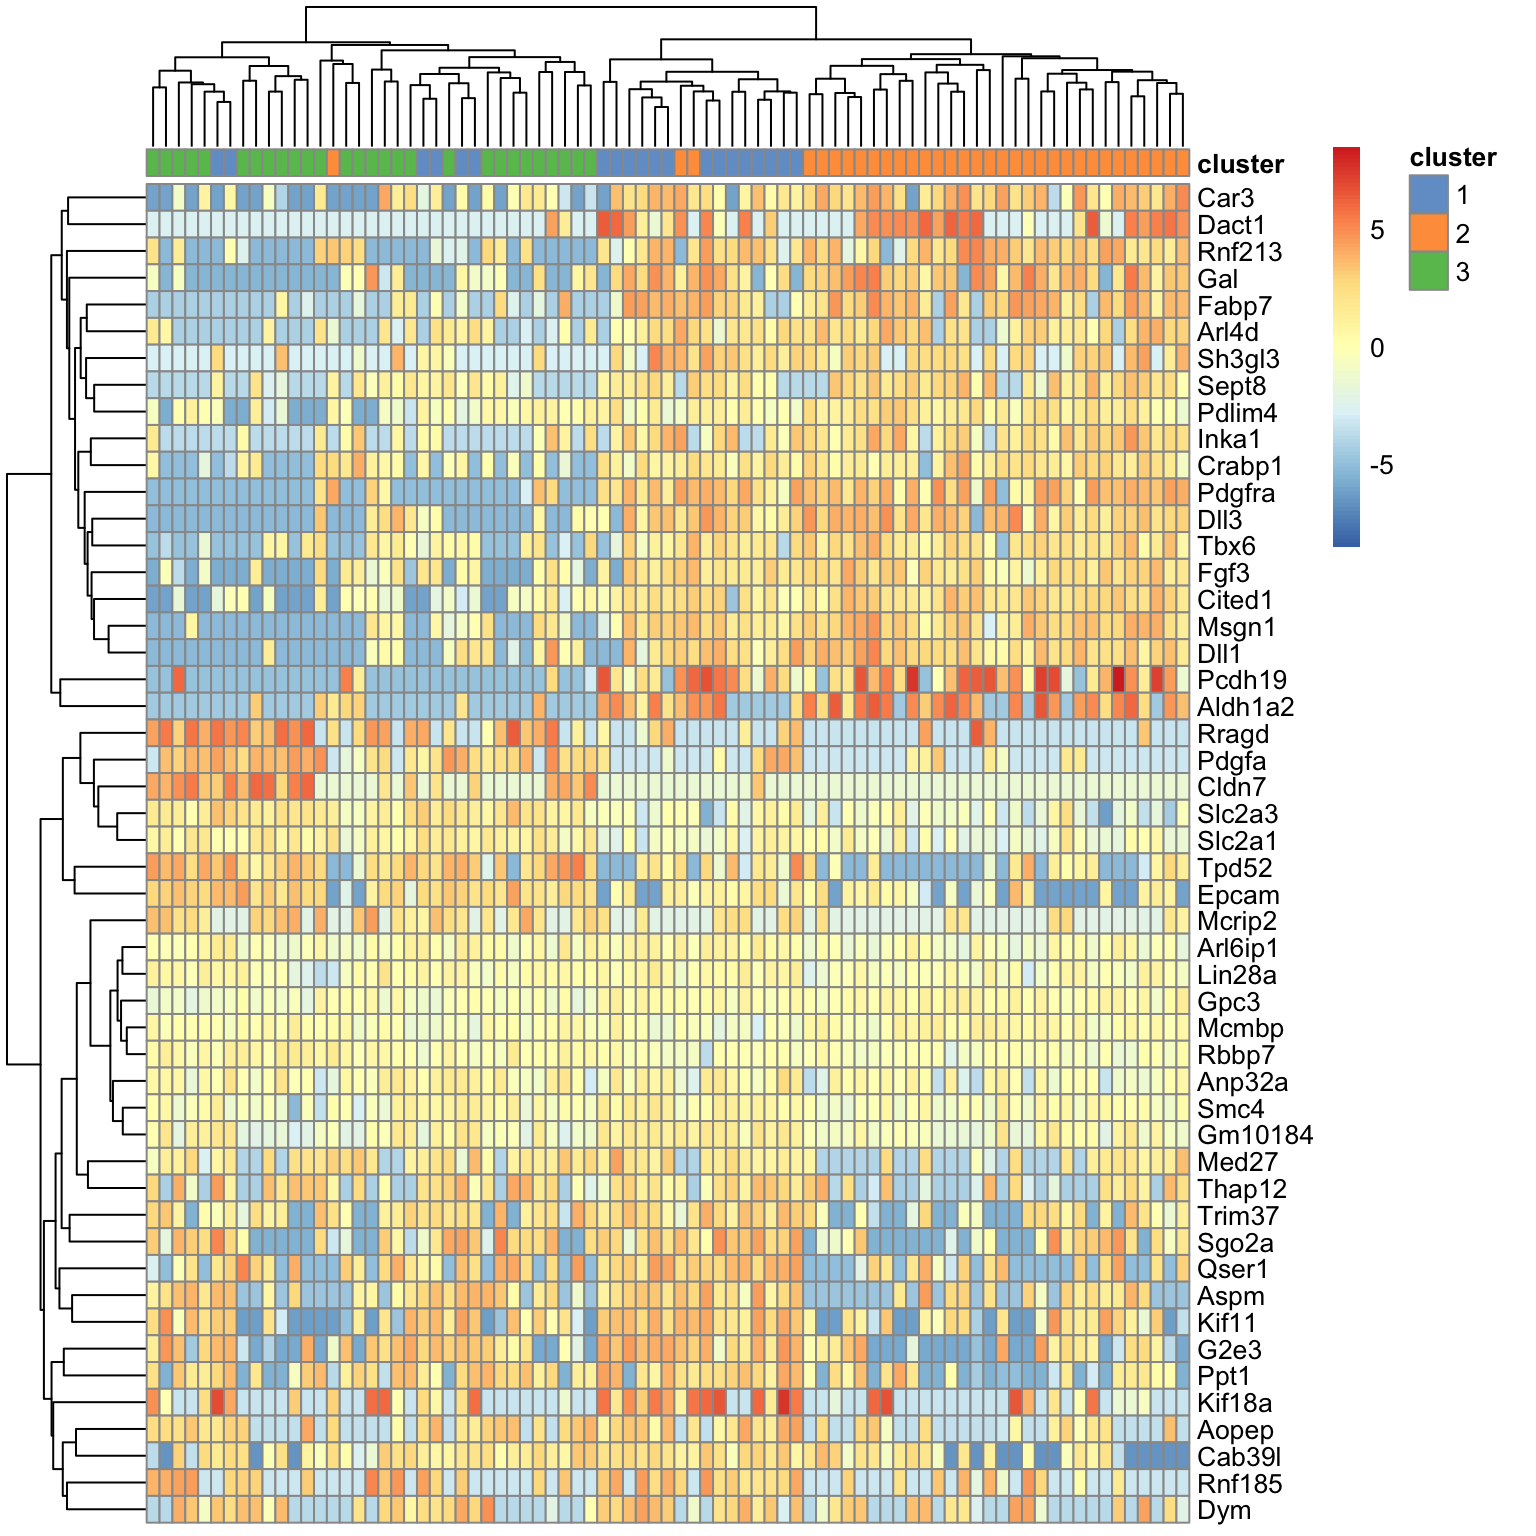 cluster
Car3
Dact1
Rnf213
Gal
Fabp7
Arl4d
Sh3gl3
Sept8
Pdlim4
Inka1
Crabp1
Pdgfra
Dll3
Tbx6
Fgf3
Cited1
Msgn1
Dll1
Pcdh19
Aldh1a2
Rragd
Pdgfa
Cldn7
Slc2a3
Slc2a1
Tpd52
Epcam
Mcrip2
Arl6ip1
Lin28a
Gpc3
Mcmbp
Rbbp7
Anp32a
Smc4
Gm10184
Med27
Thap12
Trim37
Sgo2a
Qser1
Aspm
Kif11
G2e3
Ppt1
Kif18a
Aopep
Cab39l
Rnf185
Dym
5
0
-5
cluster
1
2
3